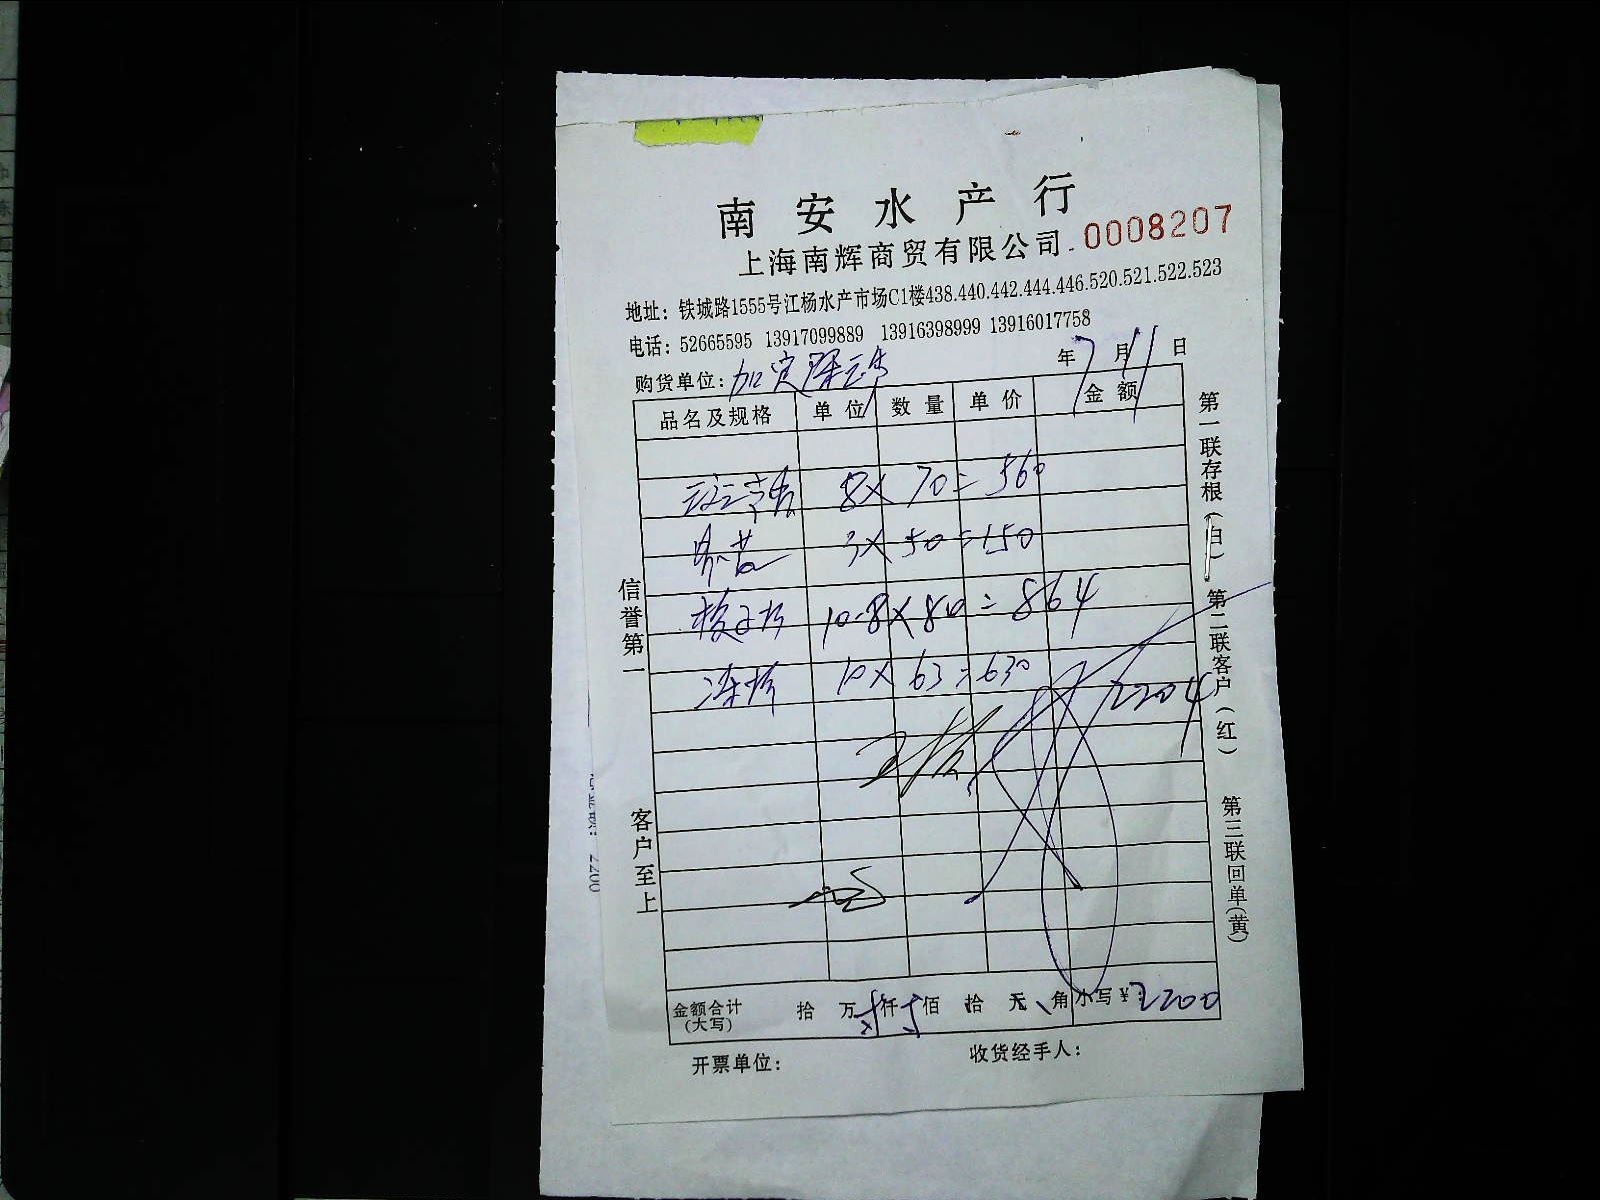 南安水产行
上海南辉商贸有限公司 0008207
地址：铁城路1555号江杨水产市场C1楼438.440.442.444.446.520.521.522.523
电话：52665595 13917099889 13916398999 13916017758
购货单位： 年7月11日
品名及规格 单位 数量 单价 金额
8×70=560
3×50=150
10.8×80=864
冻虾 10×63=630
2204
金额合计(大写) 拾 万 仟 佰 拾 元 角 小写¥：2200
开票单位： 收货经手人：
信誉第一
客户至上
第一联存根(白)
第二联客户(红)
第三联回单(黄)